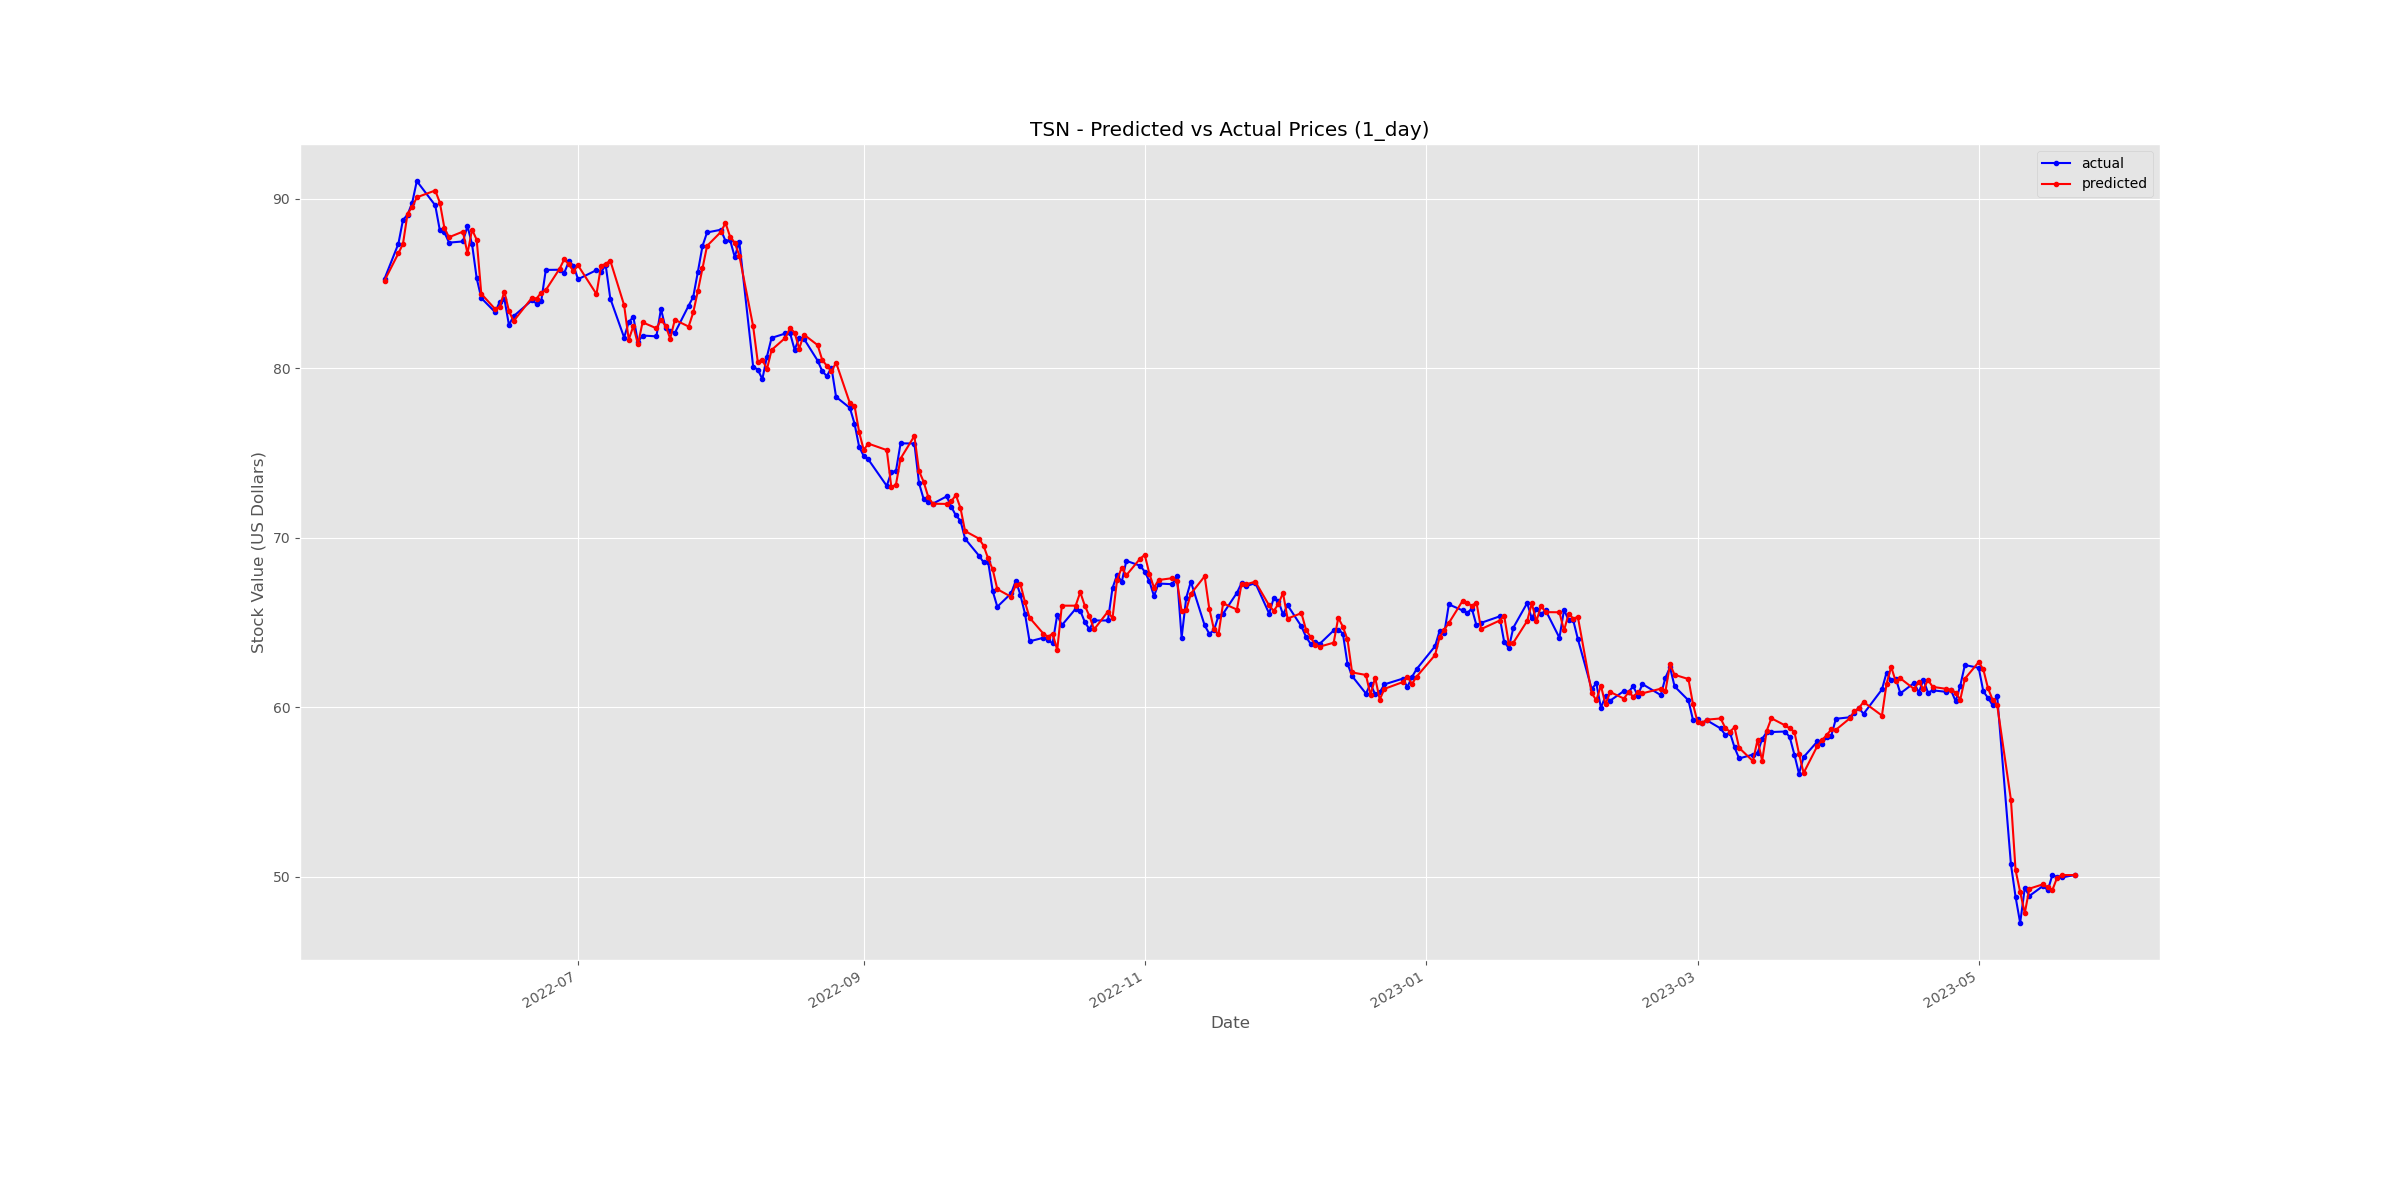 TSN - Predicted vs Actual Prices (1_day)
actual
predicted
90
80
70
60
50
Stock Value (US Dollars)
2022-07
2022-09
2022-11
2023-01
2023-03
2023-05
Date